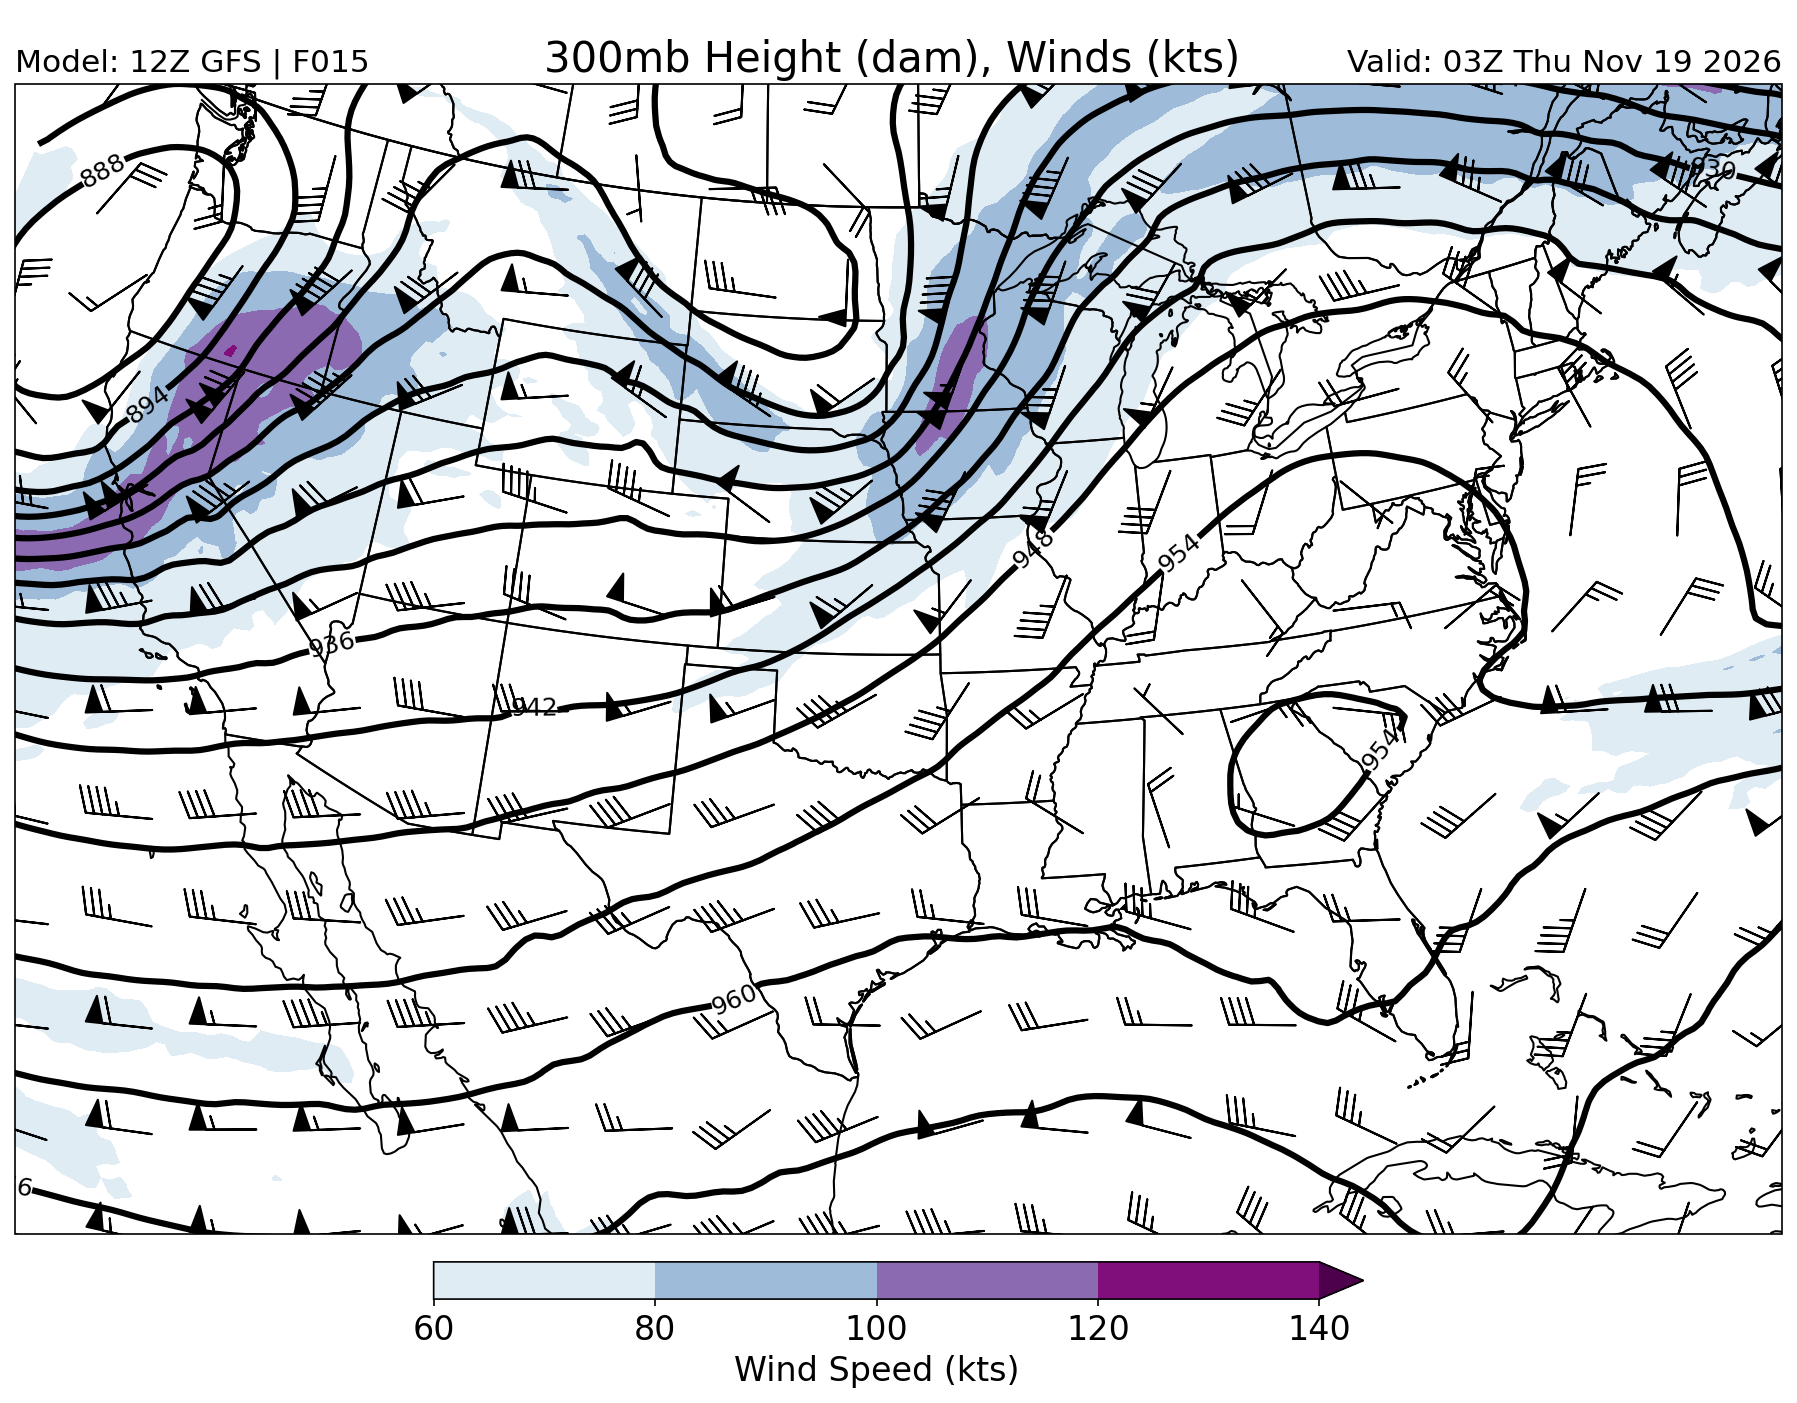 Model: 12Z GFS | F015
300mb Height (dam), Winds (kts)
Valid: 03Z Thu Nov 19 2026
888
930
894
948
954
936
942
954
960
6
60 80 100 120 140
Wind Speed (kts)